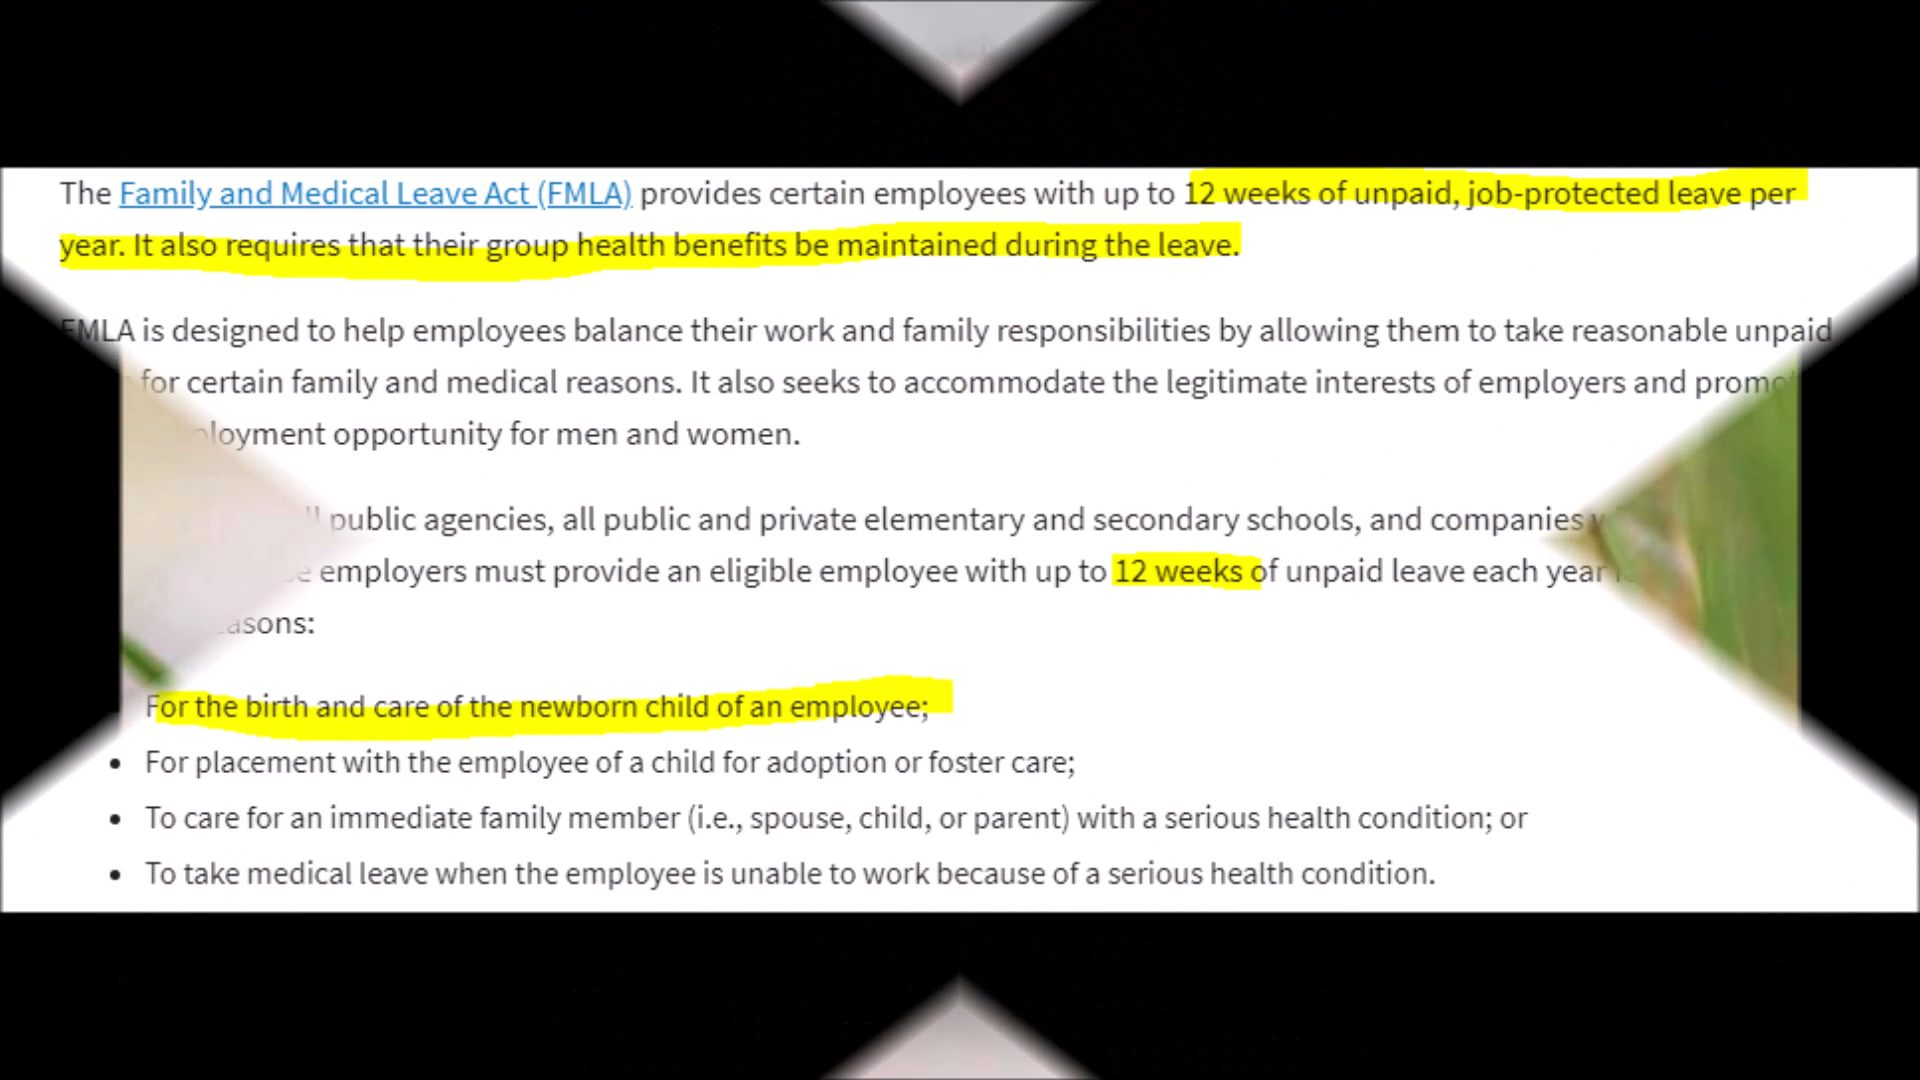 The Family and Medical Leave Act (FMLA) provides certain employees with up to 12 weeks of unpaid, job-protected leave per
year. It also requires that their group health benefits be maintained during the leave.
FMLA is designed to help employees balance their work and family responsibilities by allowing them to take reasonable unpaid
for certain family and medical reasons. It also seeks to accommodate the legitimate interests of employers and
opportunity for men and women.
public agencies, all public and private elementary and secondary schools, and companies
employers must provide an eligible employee with up to 12 weeks of unpaid leave each year
For the birth and care of the newborn child of an employee;
• For placement with the employee of a child for adoption or foster care;
• To care for an immediate family member (i.e., spouse, child, or parent) with a serious health condition; or
• To take medical leave when the employee is unable to work because of a serious health condition.